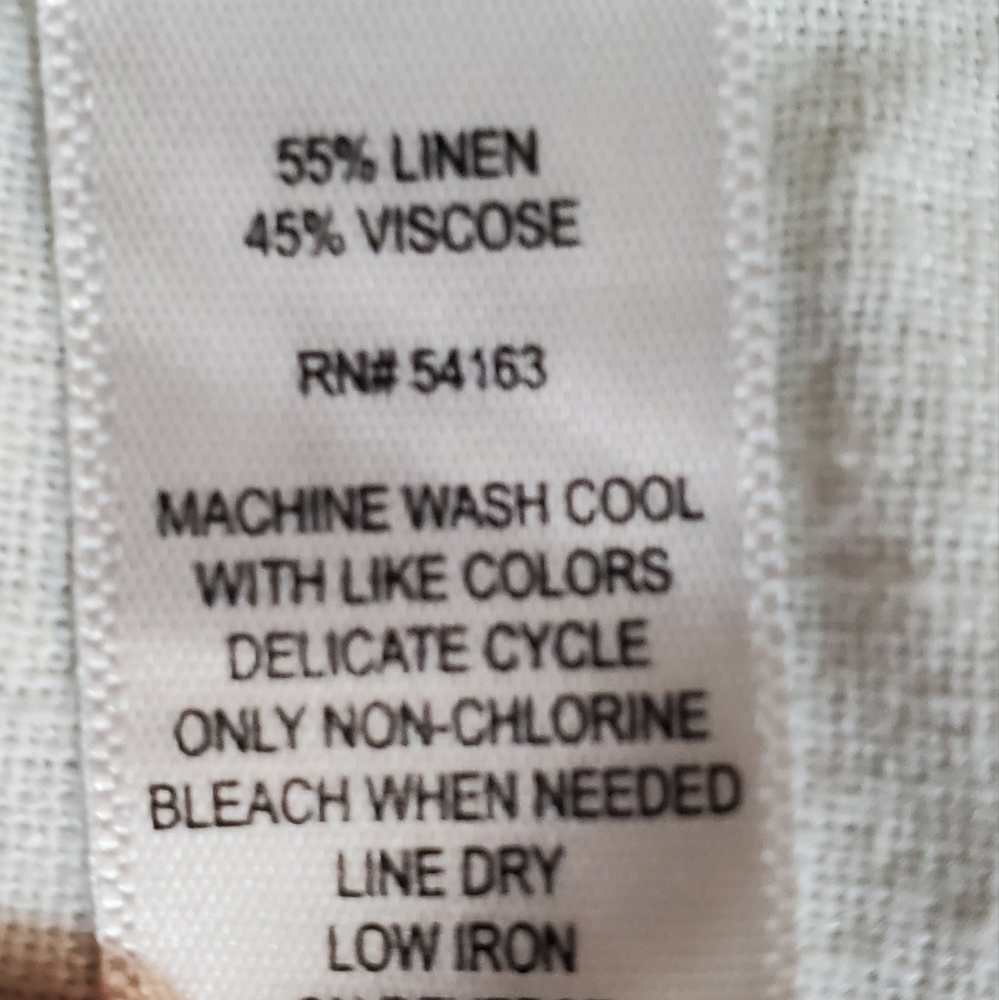 55% LINEN
45% VISCOSE
RN# 54163
MACHINE WASH COOL
WITH LIKE COLORS
DELICATE CYCLE
ONLY NON-CHLORINE
BLEACH WHEN NEEDED
LINE DRY
LOW IRON